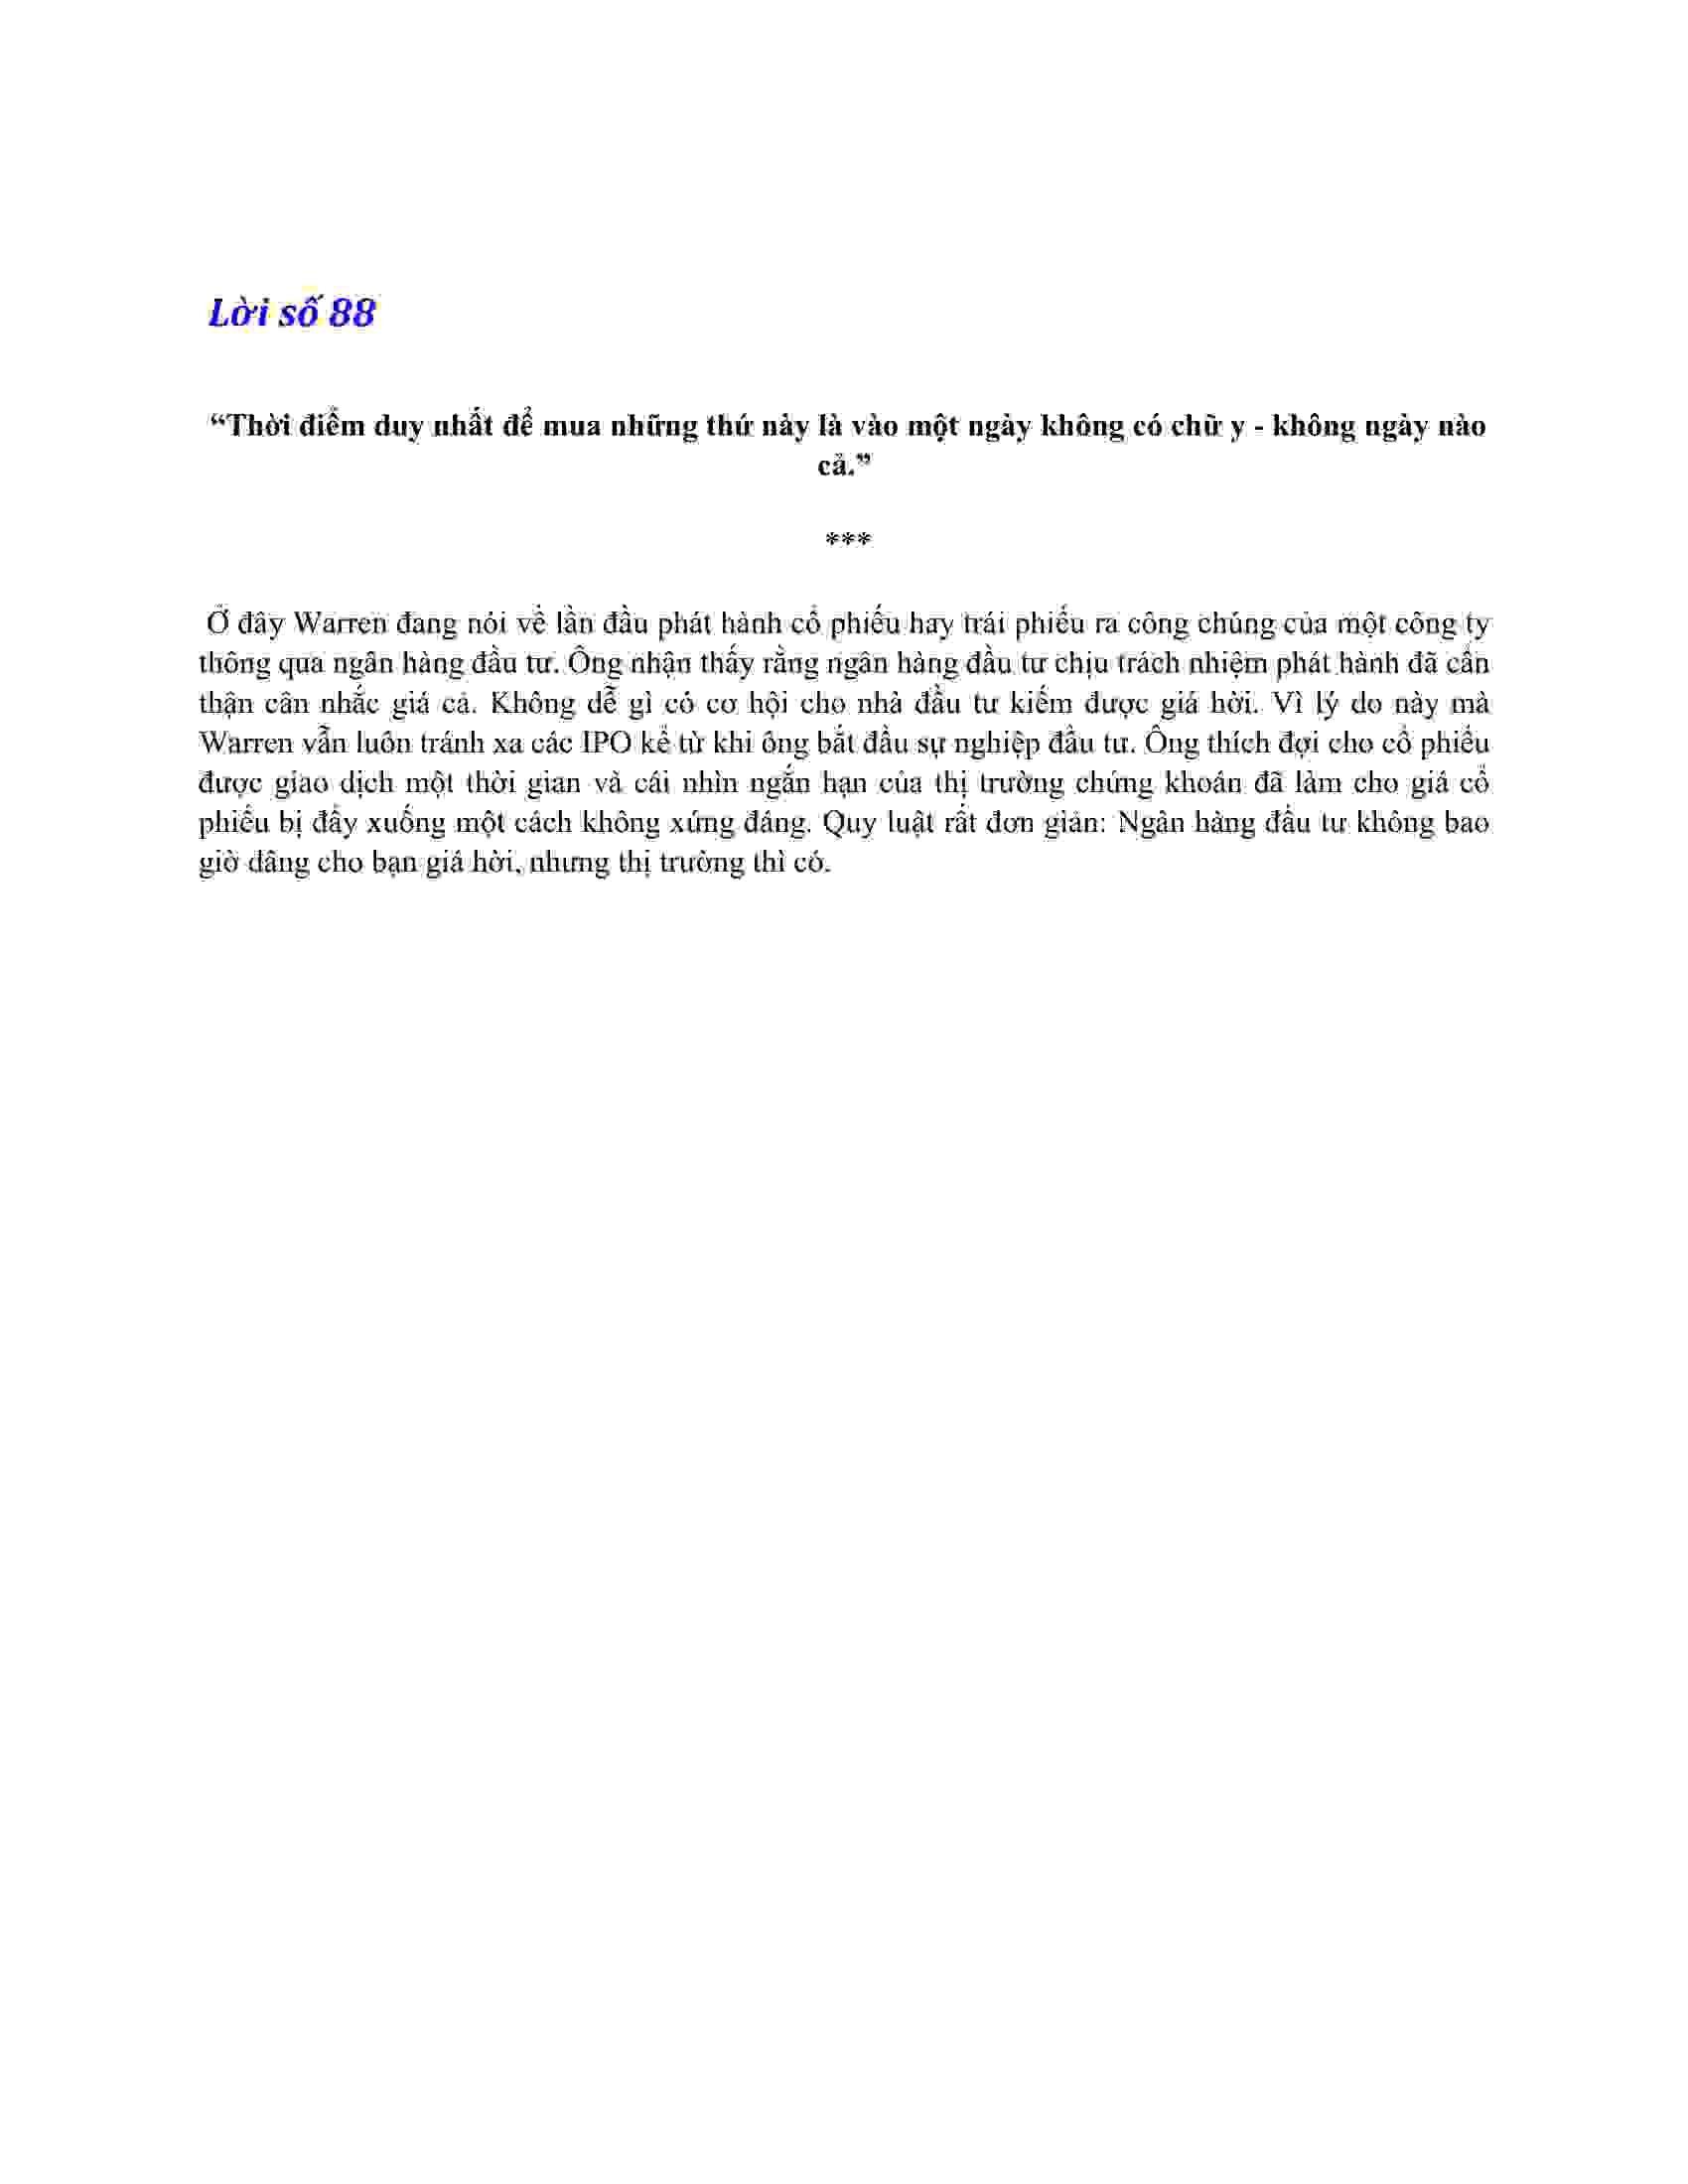 Lời số 88
“Thời điểm duy nhất để mua những thứ này là vào một ngày không có chữ y - không ngày nào
cả.”
***
Ở đây Warren đang nói về lần đầu phát hành cổ phiếu hay trái phiếu ra công chúng của một công ty
thông qua ngân hàng đầu tư. Ông nhận thấy rằng ngân hàng đầu tư chịu trách nhiệm phát hành đã cẩn
thận cân nhắc giá cả. Không dễ gì có cơ hội cho nhà đầu tư kiếm được giá hời. Vì lý do này mà
Warren vẫn luôn tránh xa các IPO kể từ khi ông bắt đầu sự nghiệp đầu tư. Ông thích đợi cho cổ phiếu
được giao dịch một thời gian và cái nhìn ngắn hạn của thị trường chứng khoán đã làm cho giá cổ
phiếu bị đẩy xuống một cách không xứng đáng. Quy luật rất đơn giản: Ngân hàng đầu tư không bao
giờ dâng cho bạn giá hời, nhưng thị trường thì có.